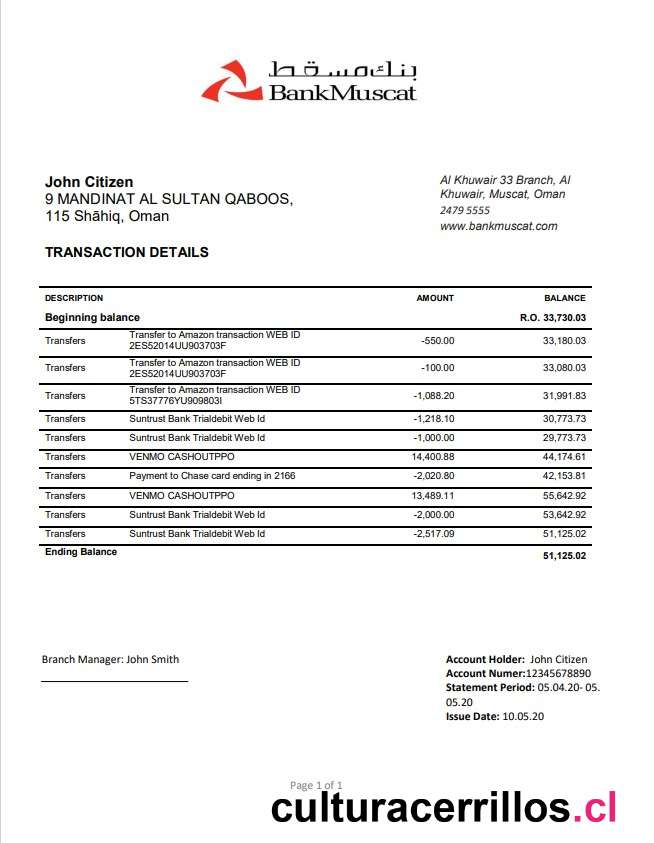 بنك مسقط
BankMuscat
John Citizen
9 MANDINAT AL SULTAN QABOOS,
115 Shāhiq, Oman
Al Khuwair 33 Branch, Al
Khuwair, Muscat, Oman
2479 5555
www.bankmuscat.com
TRANSACTION DETAILS
DESCRIPTION AMOUNT BALANCE
Beginning balance R.O. 33,730.03
Transfers Transfer to Amazon transaction WEB ID
2ES52014UU903703F -550.00 33,180.03
Transfers Transfer to Amazon transaction WEB ID
2ES52014UU903703F -100.00 33,080.03
Transfers Transfer to Amazon transaction WEB ID
5TS37776YU909803I -1,088.20 31,991.83
Transfers Suntrust Bank Trialdebit Web Id -1,218.10 30,773.73
Transfers Suntrust Bank Trialdebit Web Id -1,000.00 29,773.73
Transfers VENMO CASHOUTPPO 14,400.88 44,174.61
Transfers Payment to Chase card ending in 2166 -2,020.80 42,153.81
Transfers VENMO CASHOUTPPO 13,489.11 55,642.92
Transfers Suntrust Bank Trialdebit Web Id -2,000.00 53,642.92
Transfers Suntrust Bank Trialdebit Web Id -2,517.09 51,125.02
Ending Balance 51,125.02
Branch Manager: John Smith
Account Holder: John Citizen
Account Numer:12345678890
Statement Period: 05.04.20- 05.
05.20
Issue Date: 10.05.20
Page 1 of 1
culturacerrillos.cl